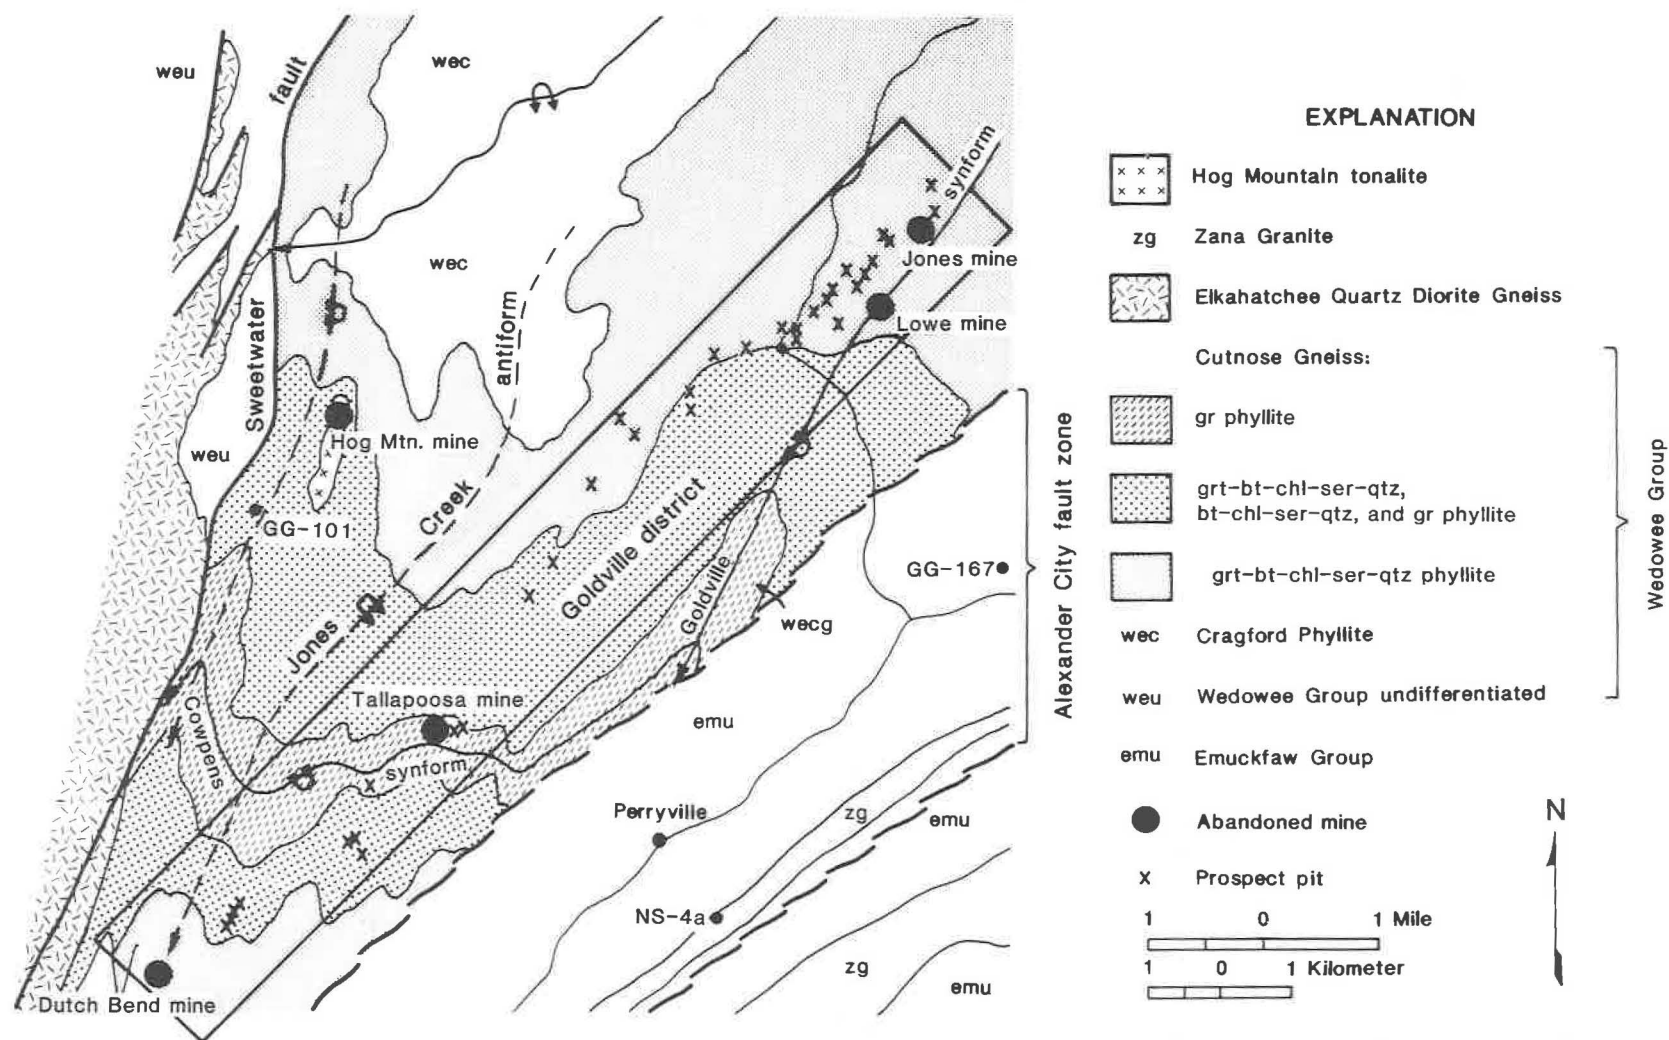 weu
fault
wec
wec
synform
Jones mine
Lowe mine
antiform
Sweetwater
Hog Mtn. mine
weu
GG-101
Creek
Jones
Goldville district
Goldville
GG-167
wecg
Tallapoosa mine
Cowpens
synform
emu
Perryville
zg
emu
NS-4a
zg
emu
Dutch Bend mine
Alexander City fault zone
EXPLANATION
x x x
x x x
Hog Mountain tonalite
zg Zana Granite
Elkahatchee Quartz Diorite Gneiss
Cutnose Gneiss:
gr phyllite
grt-bt-chl-ser-qtz,
bt-chl-ser-qtz, and gr phyllite
grt-bt-chl-ser-qtz phyllite
wec Cragford Phyllite
weu Wedowee Group undifferentiated
emu Emuckfaw Group
Abandoned mine
x Prospect pit
1 0 1 Mile
1 0 1 Kilometer
Wedowee Group
N